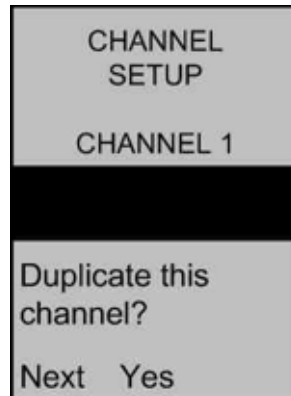 CHANNEL
SETUP
CHANNEL 1
Duplicate this
channel?
Next Yes